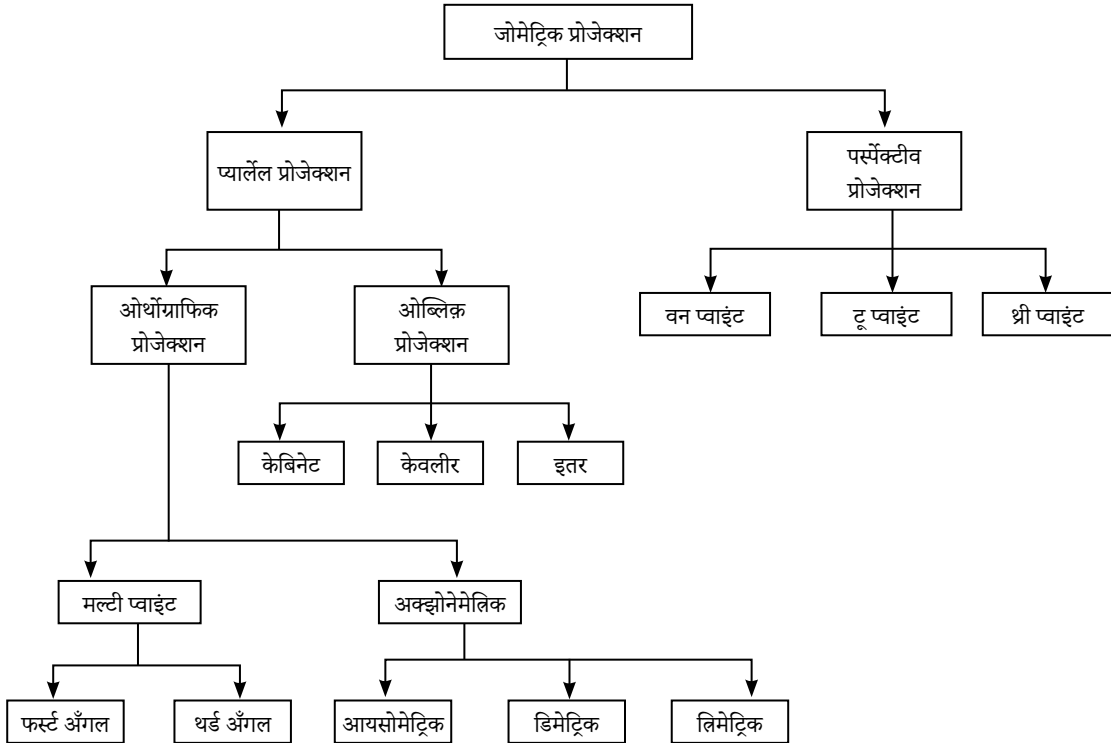 जोमेट्रिक प्रोजेक्शन
प्यार्लेल प्रोजेक्शन
पर्स्पेक्टीव
प्रोजेक्शन
ओर्थोग्राफिक
प्रोजेक्शन
ओब्लिक़
प्रोजेक्शन
वन प्वाइंट
टू प्वाइंट
थ्री प्वाइंट
केबिनेट
केवलीर
इतर
मल्टी प्वाइंट
अक्झोनेमेत्रिक
फर्स्ट अँगल
थर्ड अँगल
आयसोमेट्रिक
डिमेट्रिक
त्रिमेट्रिक